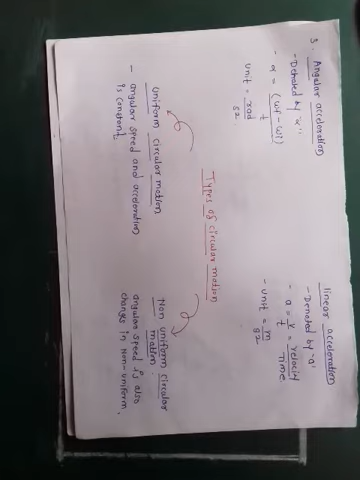 3. Angular acceleration
- Denoted by "α"
- α = (ωf - ωi)
t
unit = rad
s2
linear acceleration
- Denoted by 'a'
- a = v = velocity
t Time
- unit = m
s2
Types of circular motion
uniform circular motion
- angular speed and acceleration
is constant
Non uniform circular
motion.
angular speed is also
changes in Non-uniform.